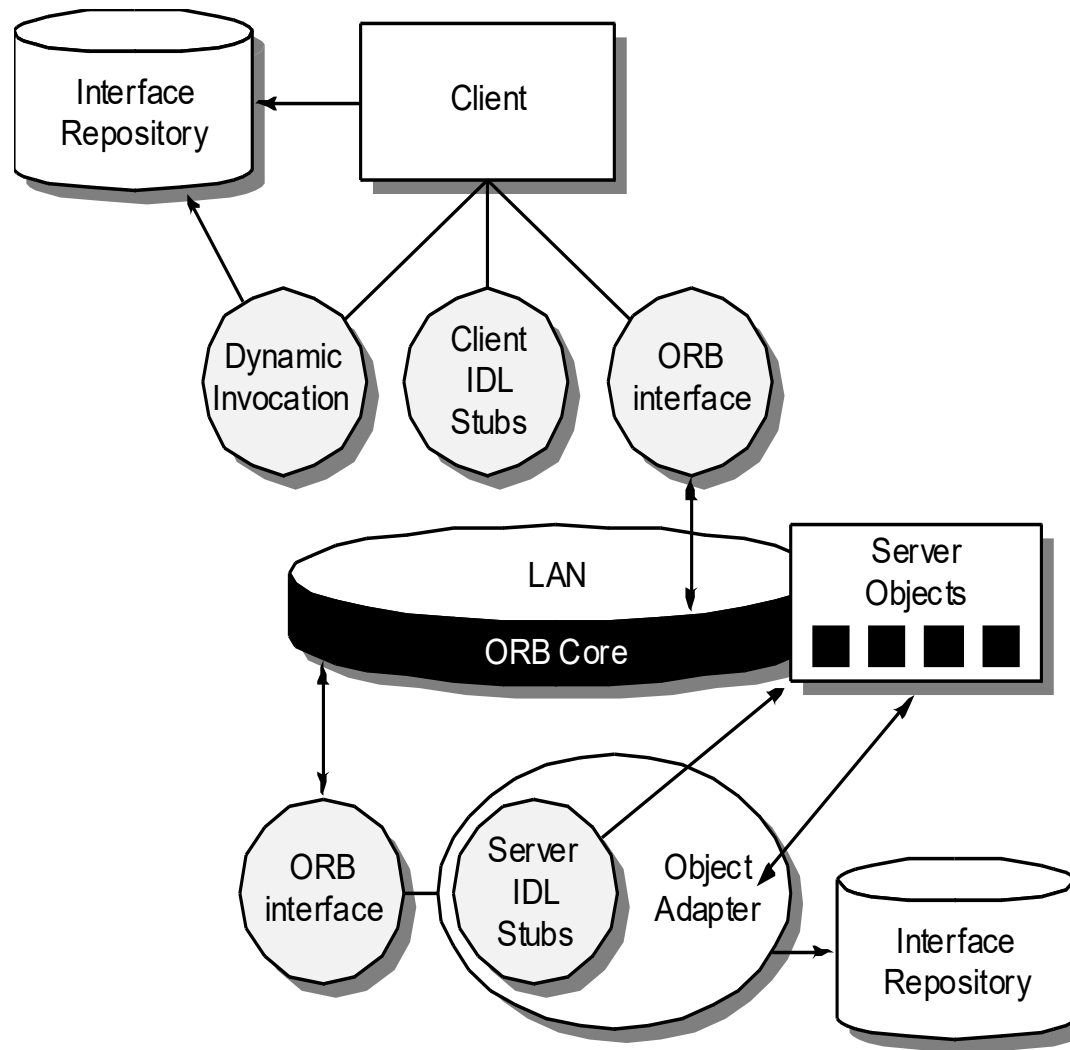 Interface
Repository
Client
Dynamic
Invocation
Client
IDL
Stubs
ORB
interface
LAN
ORB Core
Server
Objects
ORB
interface
Server
IDL
Stubs
Object
Adapter
Interface
Repository